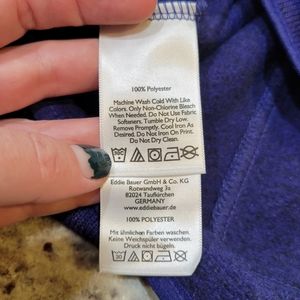 100% Polyester
Machine Wash Cold With Like
Colors. Only Non-Chlorine Bleach
When Needed. Do Not Use Fabric
Softeners. Tumble Dry Low.
Remove Promptly. Cool Iron As
Desired. Do Not Iron On Print.
Do Not Dry Clean.
Eddie Bauer GmbH & Co. KG
Rotwandweg 3a
82024 Taufkirchen
GERMANY
www.eddiebauer.de
100% POLYESTER
Mit ähnlichen Farben waschen.
Keine Weichspüler verwenden.
Druck nicht bügeln.